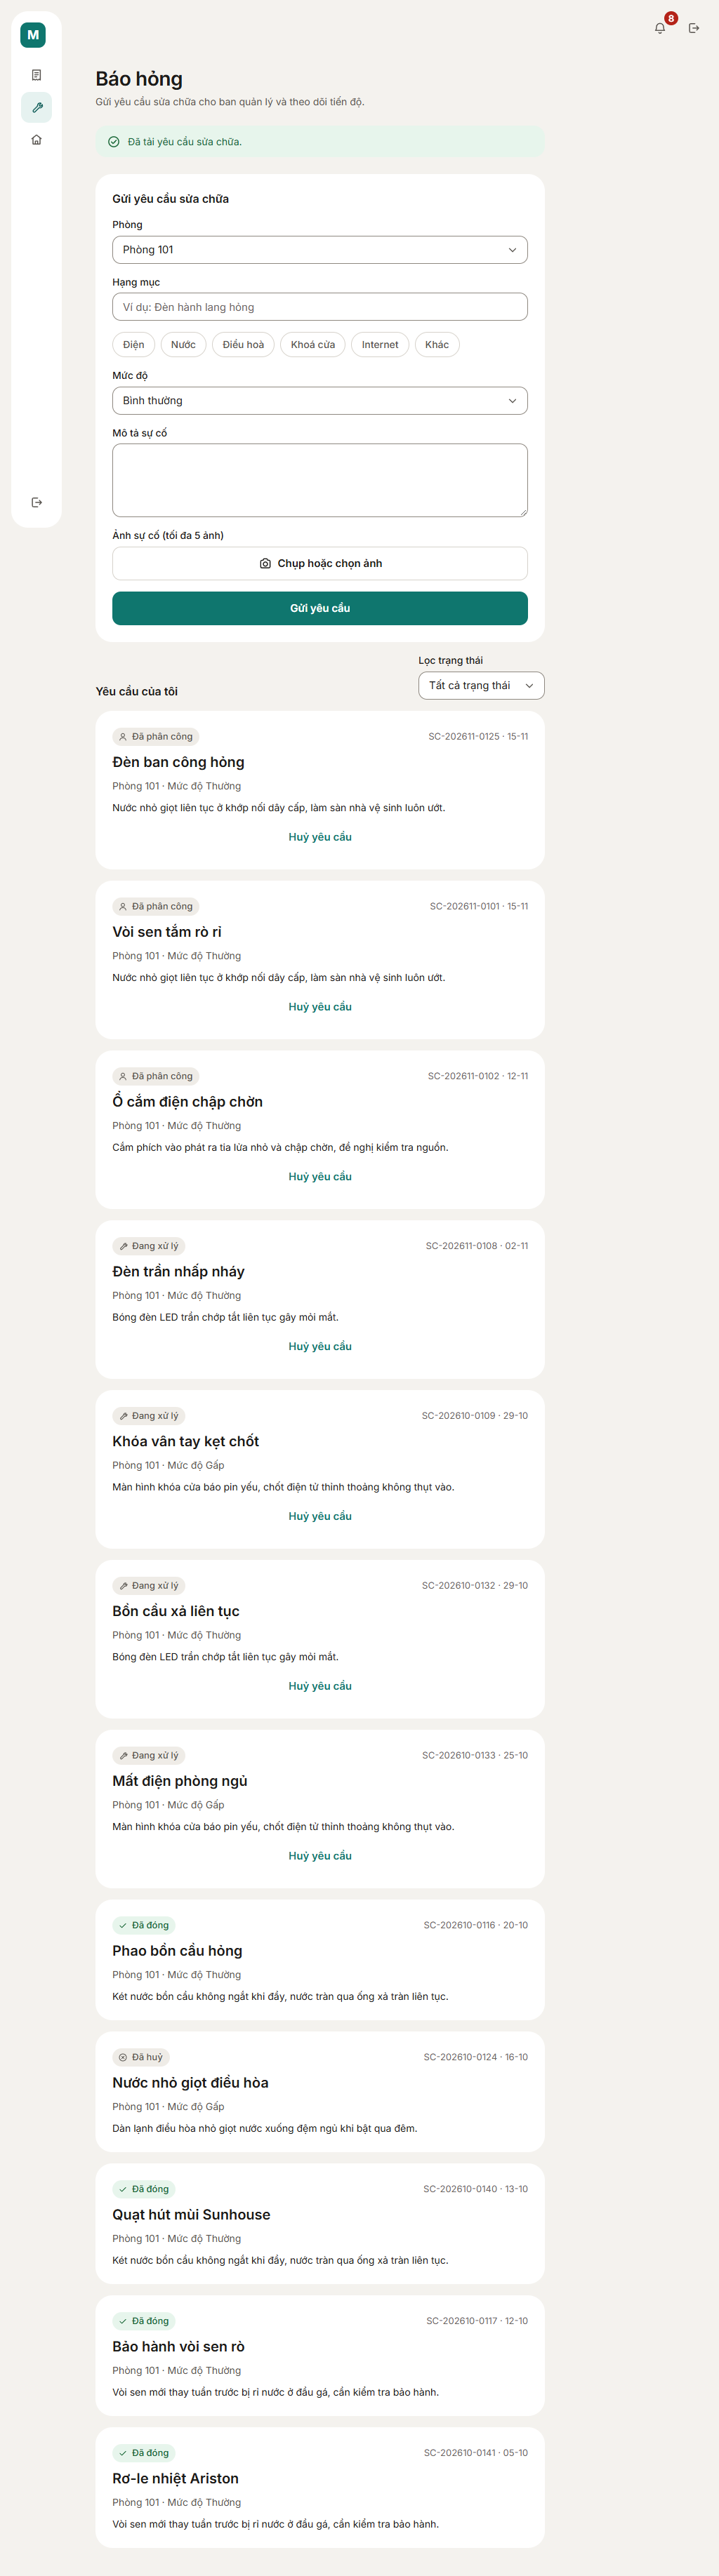 M
8
Báo hỏng
Gửi yêu cầu sửa chữa cho ban quản lý và theo dõi tiến độ.
Đã tải yêu cầu sửa chữa.
Gửi yêu cầu sửa chữa
Phòng
Phòng 101
Hạng mục
Ví dụ: Đèn hành lang hỏng
Điện Nước Điều hoà Khoá cửa Internet Khác
Mức độ
Bình thường
Mô tả sự cố
Ảnh sự cố (tối đa 5 ảnh)
Chụp hoặc chọn ảnh
Gửi yêu cầu
Lọc trạng thái
Yêu cầu của tôi
Tất cả trạng thái
Đã phân công SC-202611-0125 · 15-11
Đèn ban công hỏng
Phòng 101 · Mức độ Thường
Nước nhỏ giọt liên tục ở khớp nối dây cấp, làm sàn nhà vệ sinh luôn ướt.
Huỷ yêu cầu
Đã phân công SC-202611-0101 · 15-11
Vòi sen tắm rò rỉ
Phòng 101 · Mức độ Thường
Nước nhỏ giọt liên tục ở khớp nối dây cấp, làm sàn nhà vệ sinh luôn ướt.
Huỷ yêu cầu
Đã phân công SC-202611-0102 · 12-11
Ổ cắm điện chập chờn
Phòng 101 · Mức độ Thường
Cắm phích vào phát ra tia lửa nhỏ và chập chờn, đề nghị kiểm tra nguồn.
Huỷ yêu cầu
Đang xử lý SC-202611-0108 · 02-11
Đèn trần nhấp nháy
Phòng 101 · Mức độ Thường
Bóng đèn LED trần chớp tắt liên tục gây mỏi mắt.
Huỷ yêu cầu
Đang xử lý SC-202610-0109 · 29-10
Khóa vân tay kẹt chốt
Phòng 101 · Mức độ Gấp
Màn hình khóa cửa báo pin yếu, chốt điện tử thỉnh thoảng không thụt vào.
Huỷ yêu cầu
Đang xử lý SC-202610-0132 · 29-10
Bồn cầu xả liên tục
Phòng 101 · Mức độ Thường
Bóng đèn LED trần chớp tắt liên tục gây mỏi mắt.
Huỷ yêu cầu
Đang xử lý SC-202610-0133 · 25-10
Mất điện phòng ngủ
Phòng 101 · Mức độ Gấp
Màn hình khóa cửa báo pin yếu, chốt điện tử thỉnh thoảng không thụt vào.
Huỷ yêu cầu
Đã đóng SC-202610-0116 · 20-10
Phao bồn cầu hỏng
Phòng 101 · Mức độ Thường
Két nước bồn cầu không ngắt khi đầy, nước tràn qua ống xả tràn liên tục.
Đã huỷ SC-202610-0124 · 16-10
Nước nhỏ giọt điều hòa
Phòng 101 · Mức độ Gấp
Dàn lạnh điều hòa nhỏ giọt nước xuống đệm ngủ khi bật qua đêm.
Đã đóng SC-202610-0140 · 13-10
Quạt hút mùi Sunhouse
Phòng 101 · Mức độ Thường
Két nước bồn cầu không ngắt khi đầy, nước tràn qua ống xả tràn liên tục.
Đã đóng SC-202610-0117 · 12-10
Bảo hành vòi sen rò
Phòng 101 · Mức độ Thường
Vòi sen mới thay tuần trước bị rỉ nước ở đầu gá, cần kiểm tra bảo hành.
Đã đóng SC-202610-0141 · 05-10
Rơ-le nhiệt Ariston
Phòng 101 · Mức độ Thường
Vòi sen mới thay tuần trước bị rỉ nước ở đầu gá, cần kiểm tra bảo hành.